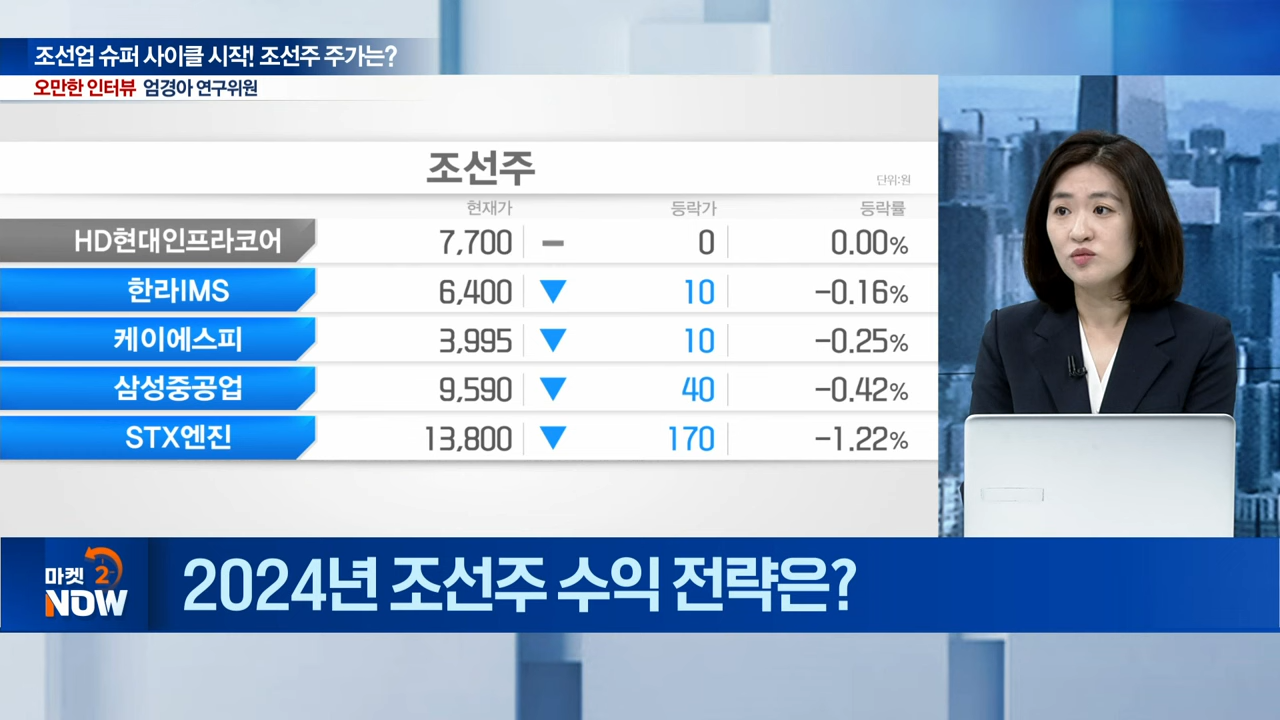 조선업 슈퍼 사이클 시작! 조선주 주가는?
오만한 인터뷰 엄경아 연구위원
조선주
단위:원
현재가 등락가 등락률
HD현대인프라코어 7,700 － 0 0.00%
한라IMS 6,400 ▼ 10 -0.16%
케이에스피 3,995 ▼ 10 -0.25%
삼성중공업 9,590 ▼ 40 -0.42%
STX엔진 13,800 ▼ 170 -1.22%
마켓 2
NOW
2024년 조선주 수익 전략은?